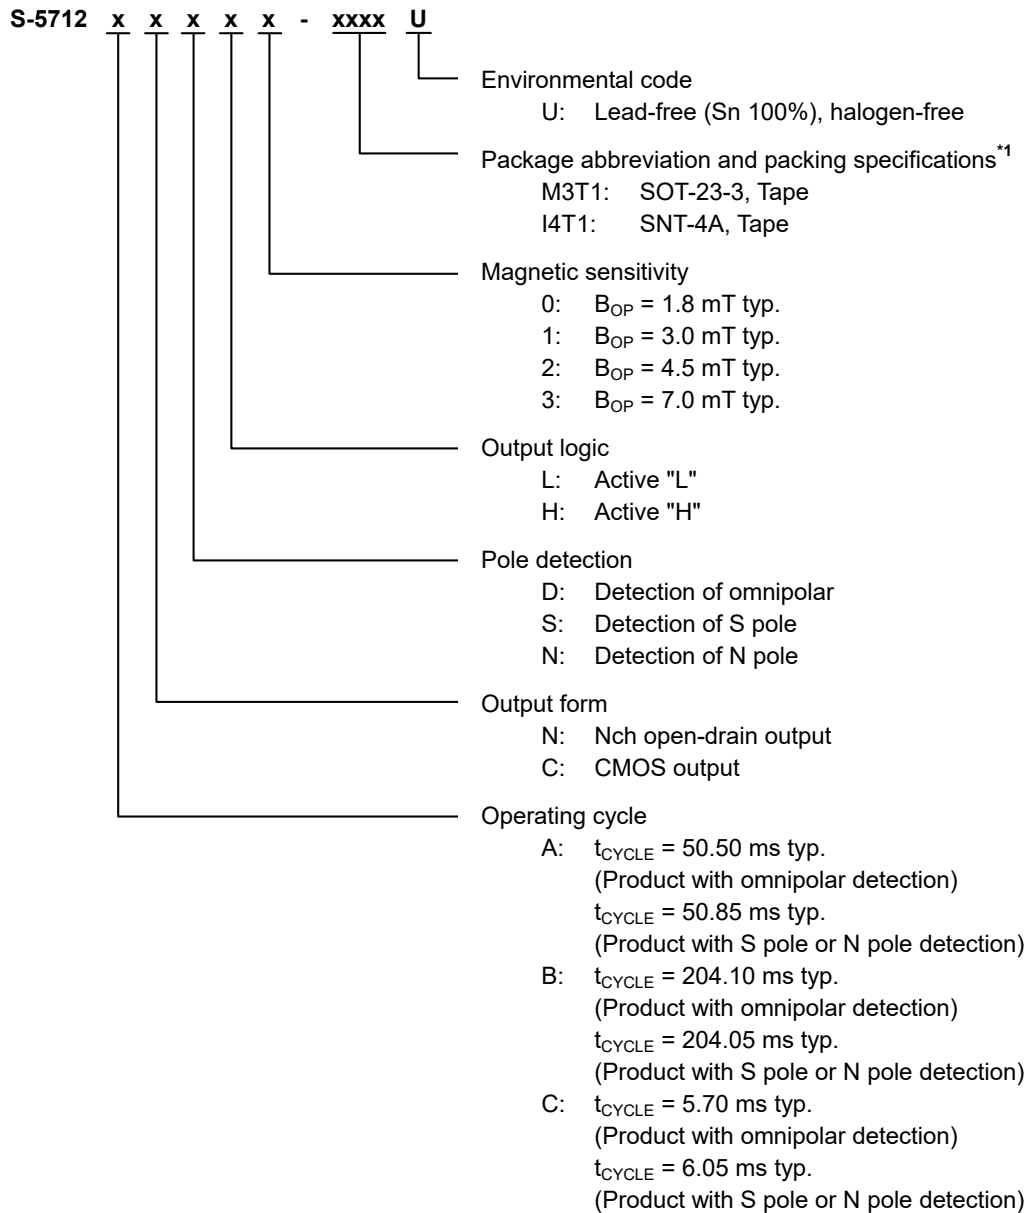 S-5712 x x x x x - xxxx U
Environmental code
U: Lead-free (Sn 100%), halogen-free
Package abbreviation and packing specifications*1
M3T1: SOT-23-3, Tape
I4T1: SNT-4A, Tape
Magnetic sensitivity
0: BOP = 1.8 mT typ.
1: BOP = 3.0 mT typ.
2: BOP = 4.5 mT typ.
3: BOP = 7.0 mT typ.
Output logic
L: Active "L"
H: Active "H"
Pole detection
D: Detection of omnipolar
S: Detection of S pole
N: Detection of N pole
Output form
N: Nch open-drain output
C: CMOS output
Operating cycle
A: tCYCLE = 50.50 ms typ.
(Product with omnipolar detection)
tCYCLE = 50.85 ms typ.
(Product with S pole or N pole detection)
B: tCYCLE = 204.10 ms typ.
(Product with omnipolar detection)
tCYCLE = 204.05 ms typ.
(Product with S pole or N pole detection)
C: tCYCLE = 5.70 ms typ.
(Product with omnipolar detection)
tCYCLE = 6.05 ms typ.
(Product with S pole or N pole detection)